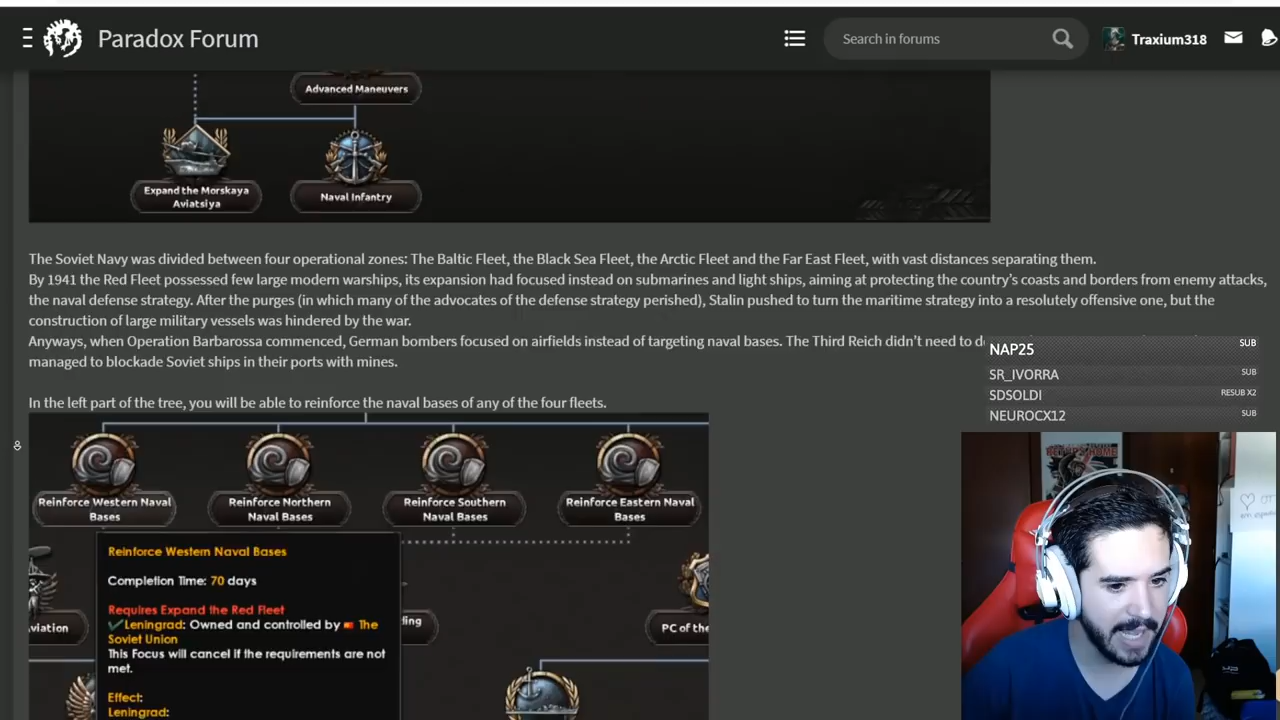 Paradox Forum
Search in forums
Traxium318
Advanced Maneuvers
Expand the Morskaya
Aviatsiya
Naval Infantry
The Soviet Navy was divided between four operational zones: The Baltic Fleet, the Black Sea Fleet, the Arctic Fleet and the Far East Fleet, with vast distances separating them.
By 1941 the Red Fleet possessed few large modern warships, its expansion had focused instead on submarines and light ships, aiming at protecting the country's coasts and borders from enemy attacks,
the naval defense strategy. After the purges (in which many of the advocates of the defense strategy perished), Stalin pushed to turn the maritime strategy into a resolutely offensive one, but the
construction of large military vessels was hindered by the war.
Anyways, when Operation Barbarossa commenced, German bombers focused on airfields instead of targeting naval bases. The Third Reich didn't need to
managed to blockade Soviet ships in their ports with mines.
NAP25 SUB
SR_IVORRA SUB
SDSOLDI RESUB X2
NEUROCX12 SUB
In the left part of the tree, you will be able to reinforce the naval bases of any of the four fleets.
Reinforce Western Naval
Bases
Reinforce Northern
Naval Bases
Reinforce Southern
Naval Bases
Reinforce Eastern Naval
Bases
Reinforce Western Naval Bases
Completion Time: 70 days
Requires Expand the Red Fleet
Leningrad: Owned and controlled by The
Soviet Union
This Focus will cancel if the requirements are not
met.
Effect:
Leningrad:
PC of the